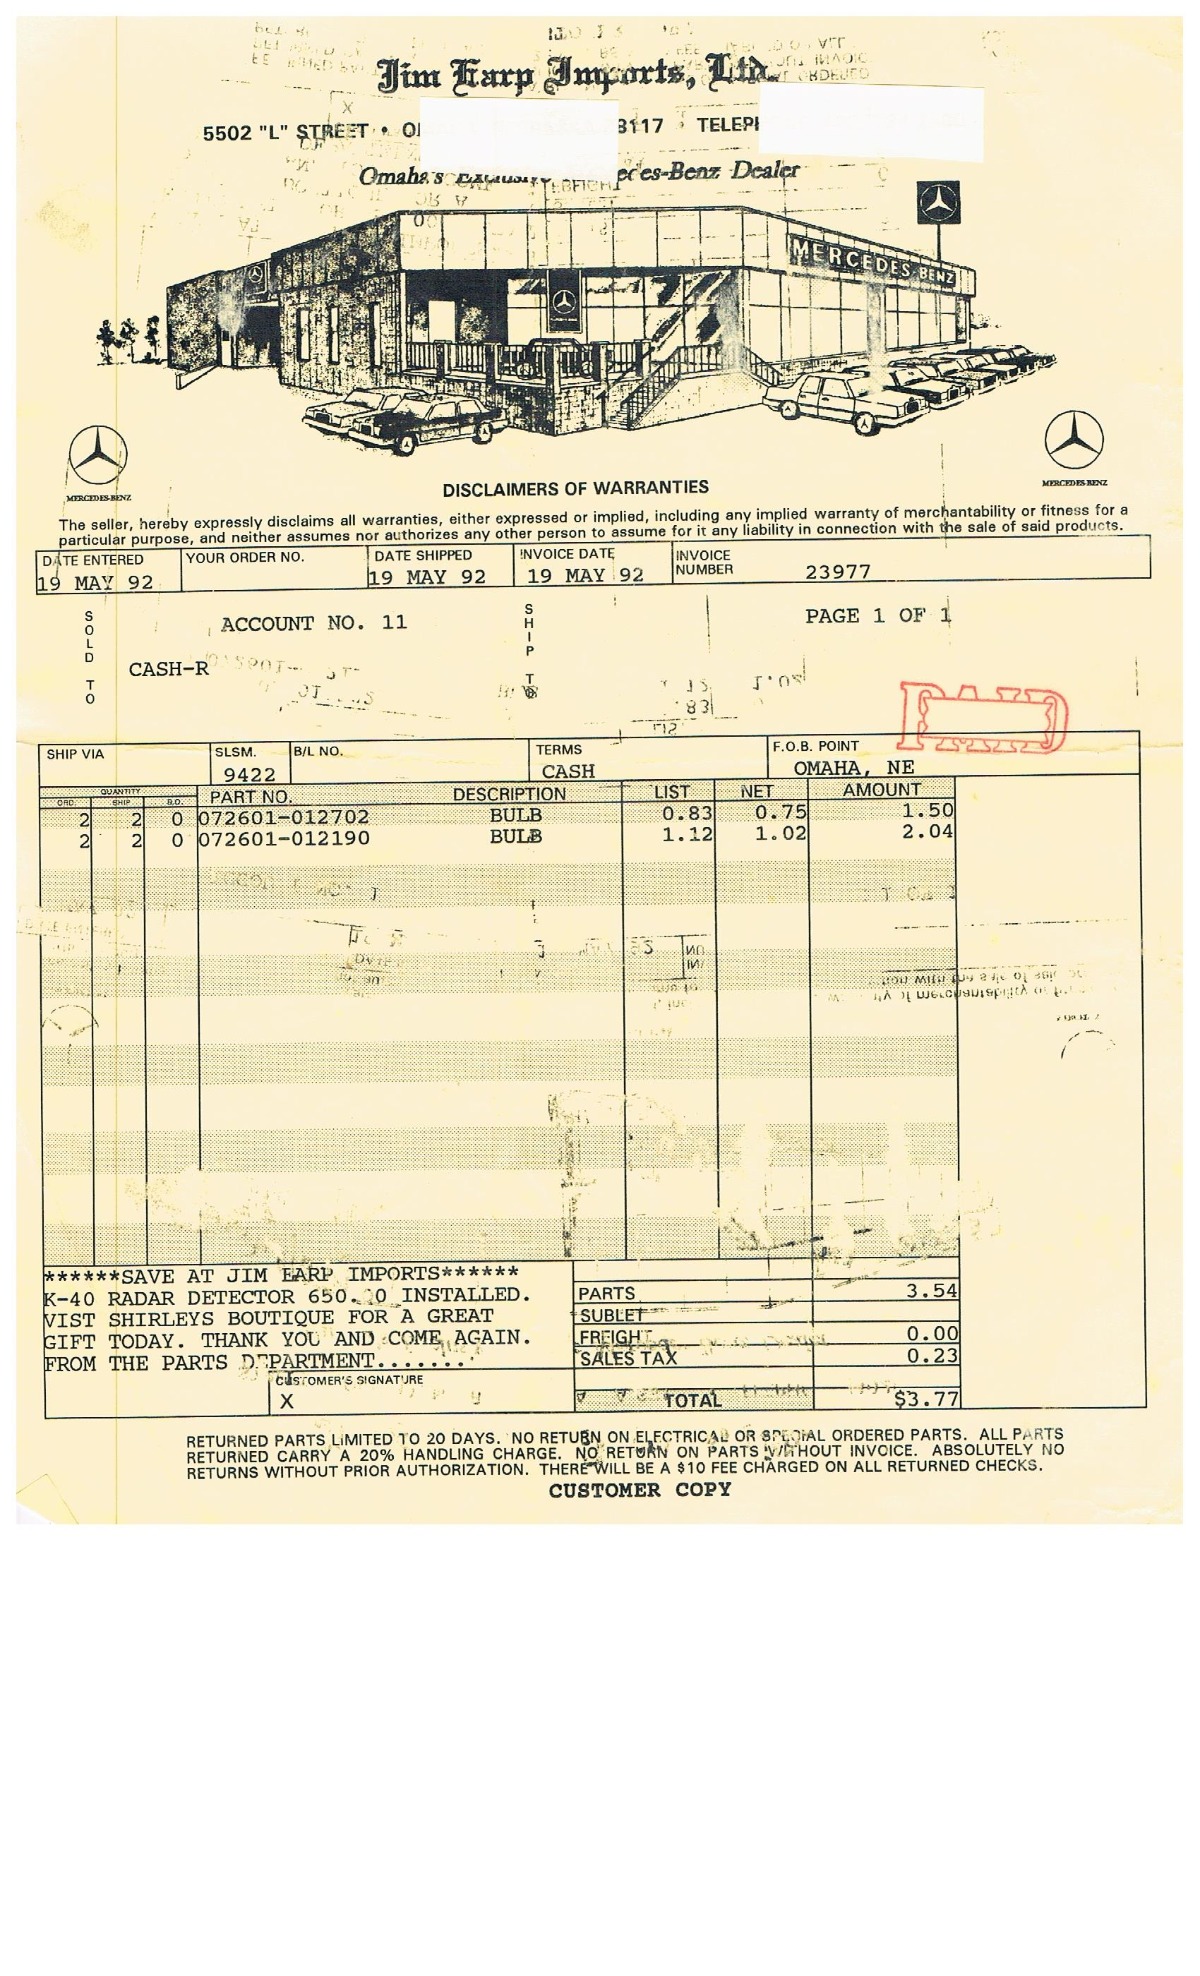 Jim Earp Imports, Ltd.
5502 "L" STREET • 8117 TELEPH
Omaha's Exclusive Mercedes-Benz Dealer
MERCEDES BENZ
MERCEDES-BENZ
MERCEDES-BENZ
DISCLAIMERS OF WARRANTIES
The seller, hereby expressly disclaims all warranties, either expressed or implied, including any implied warranty of merchantability or fitness for a
particular purpose, and neither assumes nor authorizes any other person to assume for it any liability in connection with the sale of said products.
DATE ENTERED YOUR ORDER NO. DATE SHIPPED INVOICE DATE INVOICE NUMBER
19 MAY 92 19 MAY 92 19 MAY 92 23977
SOLD TO ACCOUNT NO. 11 SHIP TO PAGE 1 OF 1
CASH-R
PAID
SHIP VIA SLSM. B/L NO. TERMS F.O.B. POINT
9422 CASH OMAHA, NE
QUANTITY PART NO. DESCRIPTION LIST NET AMOUNT
ORD. SHIP B.O.
2 2 0 072601-012702 BULB 0.83 0.75 1.50
2 2 0 072601-012190 BULB 1.12 1.02 2.04
******SAVE AT JIM EARP IMPORTS******
K-40 RADAR DETECTOR 650.00 INSTALLED.
VIST SHIRLEYS BOUTIQUE FOR A GREAT
GIFT TODAY. THANK YOU AND COME AGAIN.
FROM THE PARTS DEPARTMENT.......
PARTS 3.54
SUBLET
FREIGHT 0.00
SALES TAX 0.23
CUSTOMER'S SIGNATURE
X
TOTAL $3.77
RETURNED PARTS LIMITED TO 20 DAYS. NO RETURN ON ELECTRICAL OR SPECIAL ORDERED PARTS. ALL PARTS
RETURNED CARRY A 20% HANDLING CHARGE. NO RETURN ON PARTS WITHOUT INVOICE. ABSOLUTELY NO
RETURNS WITHOUT PRIOR AUTHORIZATION. THERE WILL BE A $10 FEE CHARGED ON ALL RETURNED CHECKS.
CUSTOMER COPY